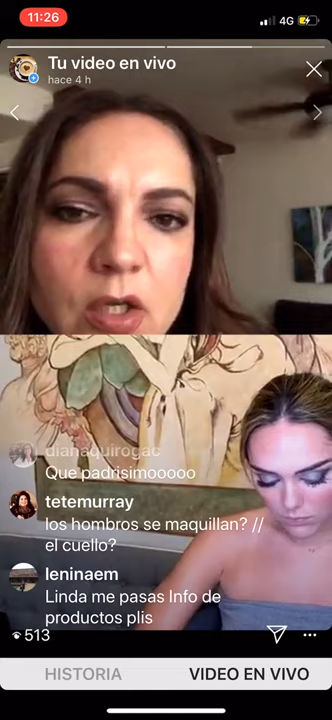 11:26
4G
Tu video en vivo
hace 4 h
dianaquirogac
Que padrisimooooo
tetemurray
los hombros se maquillan? //
el cuello?
leninaem
Linda me pasas Info de
productos plis
513
HISTORIA
VIDEO EN VIVO